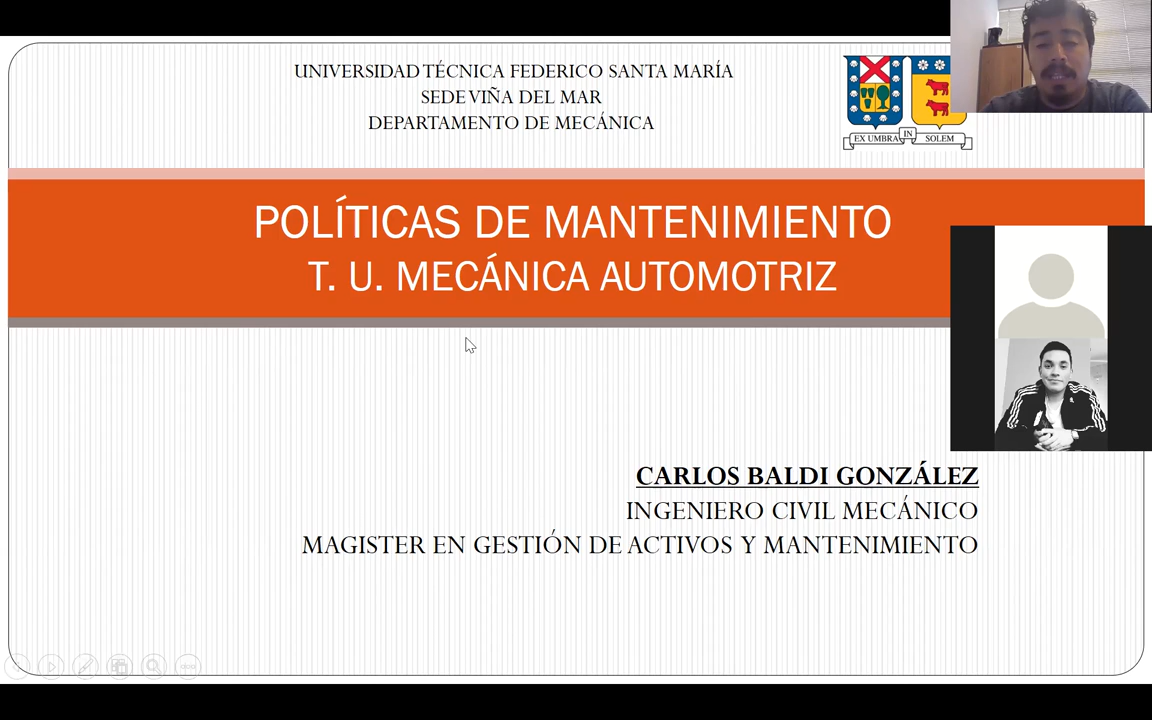 UNIVERSIDAD TÉCNICA FEDERICO SANTA MARÍA
SEDE VIÑA DEL MAR
DEPARTAMENTO DE MECÁNICA
EX UMBRA IN SOLEM
POLÍTICAS DE MANTENIMIENTO
T. U. MECÁNICA AUTOMOTRIZ
CARLOS BALDI GONZÁLEZ
INGENIERO CIVIL MECÁNICO
MAGISTER EN GESTIÓN DE ACTIVOS Y MANTENIMIENTO